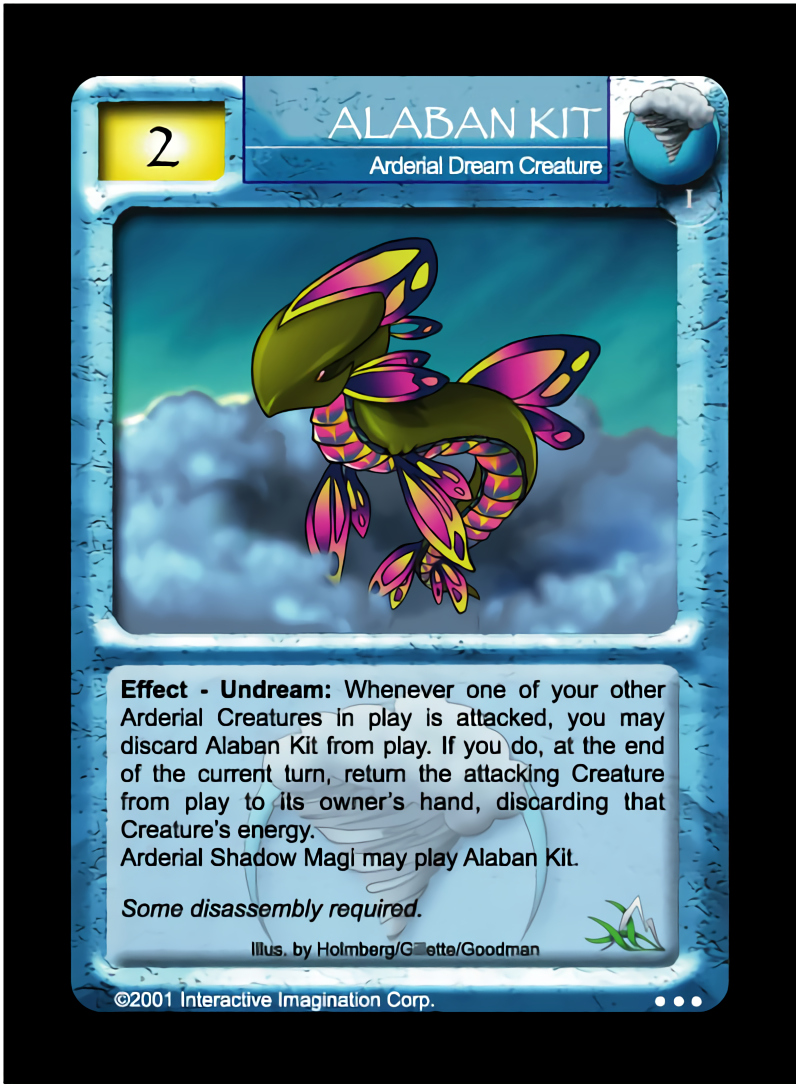 2
ALABAN KIT
Arderial Dream Creature
I
Effect - Undream: Whenever one of your other
Arderial Creatures in play is attacked, you may
discard Alaban Kit from play. If you do, at the end
of the current turn, return the attacking Creature
from play to its owner's hand, discarding that
Creature's energy.
Arderial Shadow Magi may play Alaban Kit.
Some disassembly required.
Illus. by Holmberg/ /Goodman
©2001 Interactive Imagination Corp.